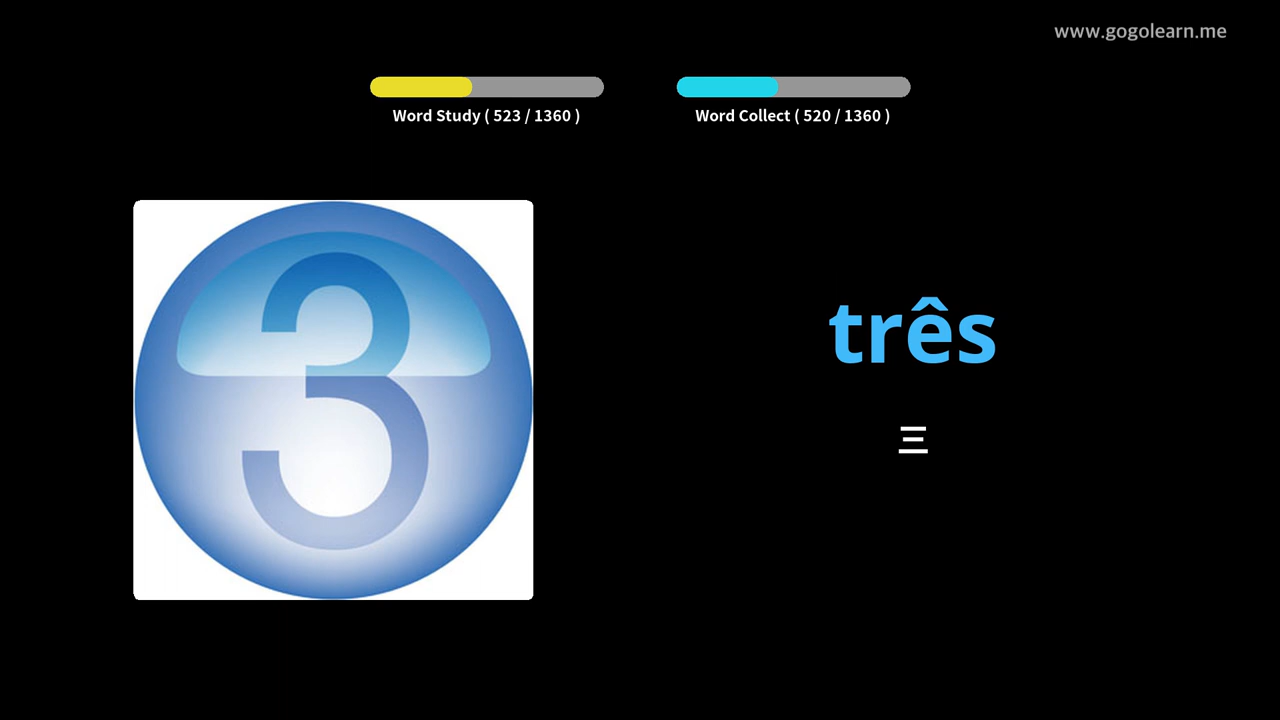 www.gogolearn.me
Word Study ( 523 / 1360 )
Word Collect ( 520 / 1360 )
3
três
三